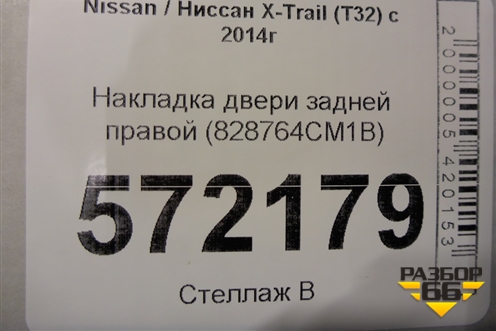 Nissan / Ниссан X-Trail (T32) с
2014г
Накладка двери задней
правой (828764CM1B)
572179
Стеллаж В
2000005420153
РАЗБОР
66